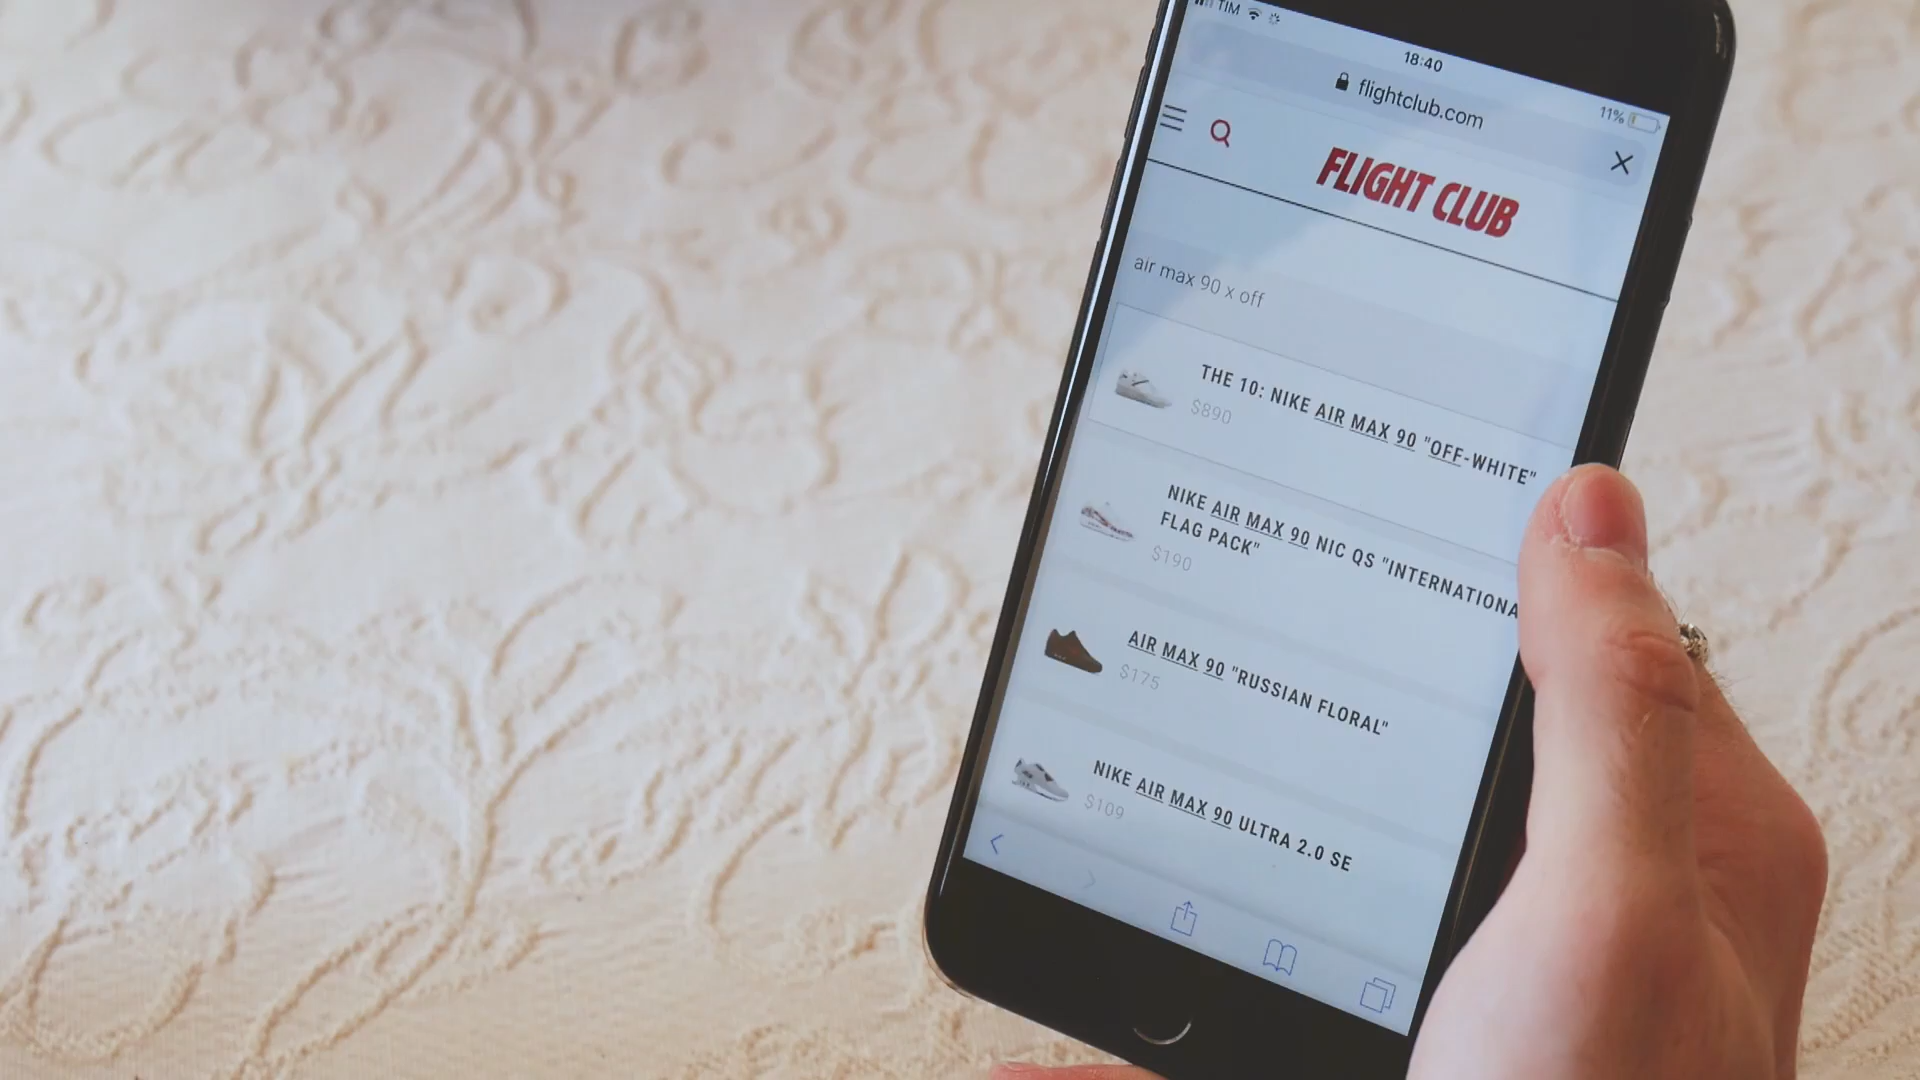 TIM
18:40
11%
flightclub.com
FLIGHT CLUB
air max 90 x off
THE 10: NIKE AIR MAX 90 "OFF-WHITE"
$890
NIKE AIR MAX 90 NIC QS "INTERNATIONA
FLAG PACK"
$190
AIR MAX 90 "RUSSIAN FLORAL"
$175
NIKE AIR MAX 90 ULTRA 2.0 SE
$109